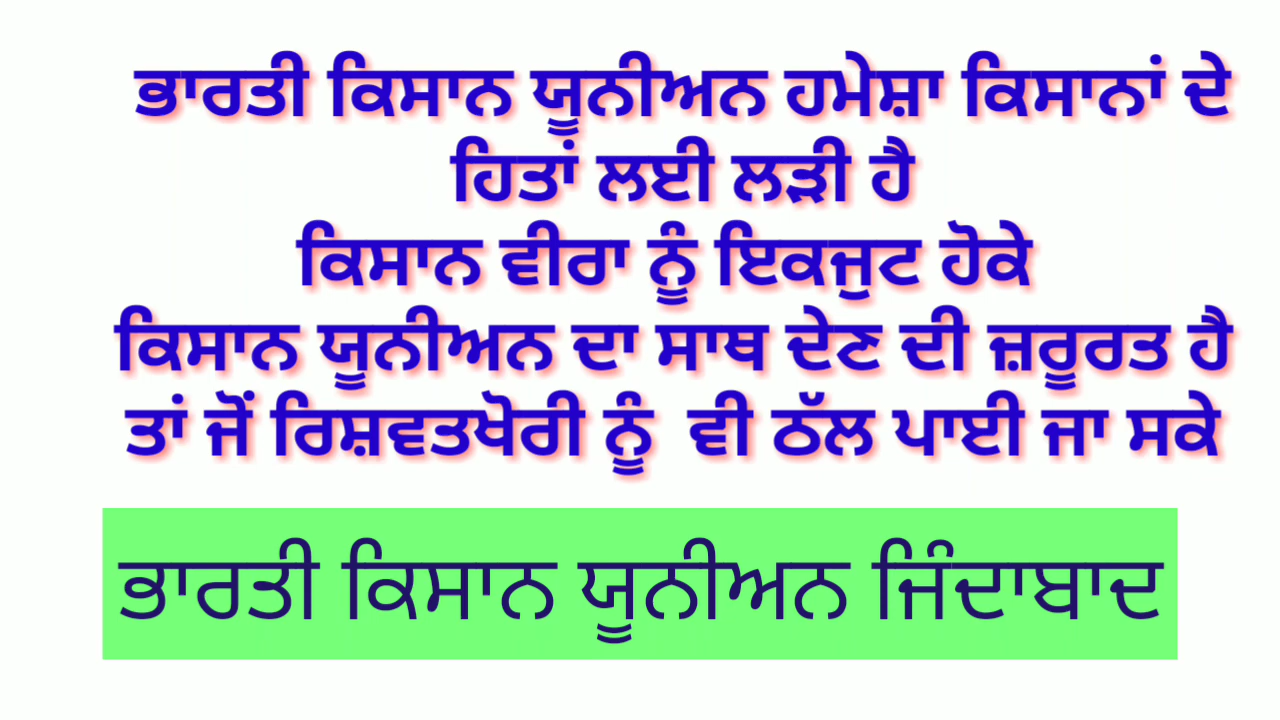 ਭਾਰਤੀ ਕਿਸਾਨ ਯੂਨੀਅਨ ਹਮੇਸ਼ਾ ਕਿਸਾਨਾਂ ਦੇ
ਹਿਤਾਂ ਲਈ ਲੜੀ ਹੈ
ਕਿਸਾਨ ਵੀਰਾ ਨੂੰ ਇਕਜੁਟ ਹੋਕੇ
ਕਿਸਾਨ ਯੂਨੀਅਨ ਦਾ ਸਾਥ ਦੇਣ ਦੀ ਜ਼ਰੂਰਤ ਹੈ
ਤਾਂ ਜੋਂ ਰਿਸ਼ਵਤਖੋਰੀ ਨੂੰ ਵੀ ਠੱਲ ਪਾਈ ਜਾ ਸਕੇ
ਭਾਰਤੀ ਕਿਸਾਨ ਯੂਨੀਅਨ ਜਿੰਦਾਬਾਦ